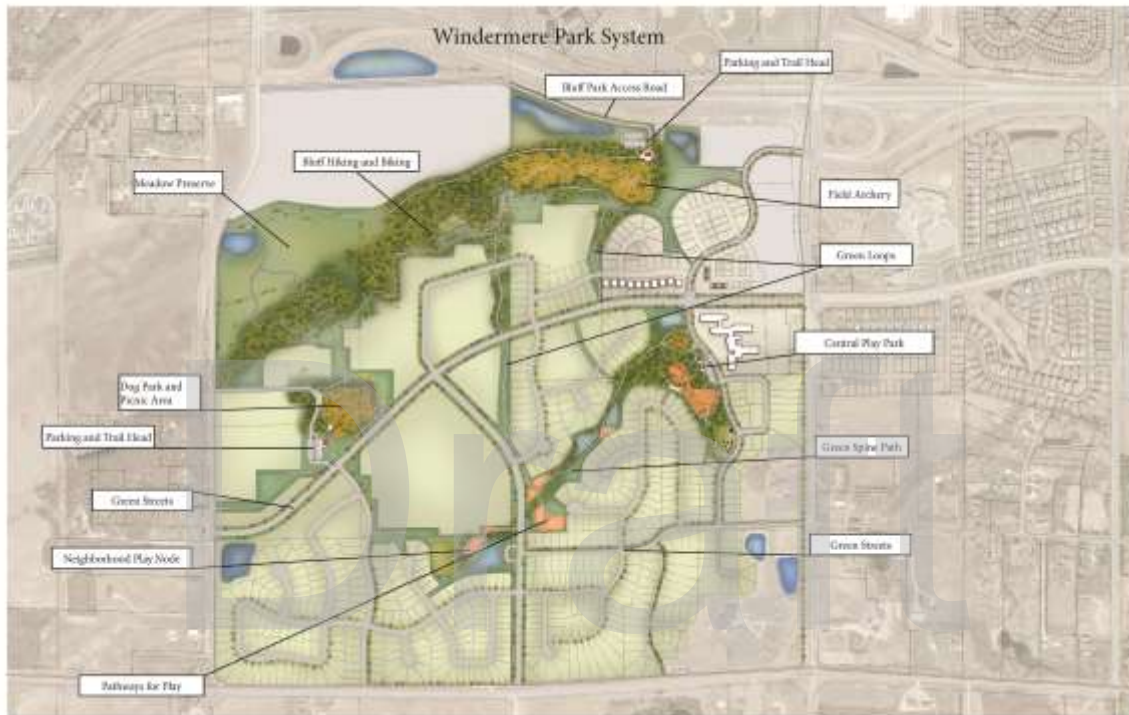 Windermere Park System
Parking and Trail Head
Bluff Park Access Road
Bluff Hiking and Biking
Meadow Preserve
Field Archery
Green Loops
Central Play Park
Dog Park and
Picnic Area
Parking and Trail Head
Green Spine Path
Green Streets
Green Streets
Neighborhood Play Node
Pathways for Play
Draft